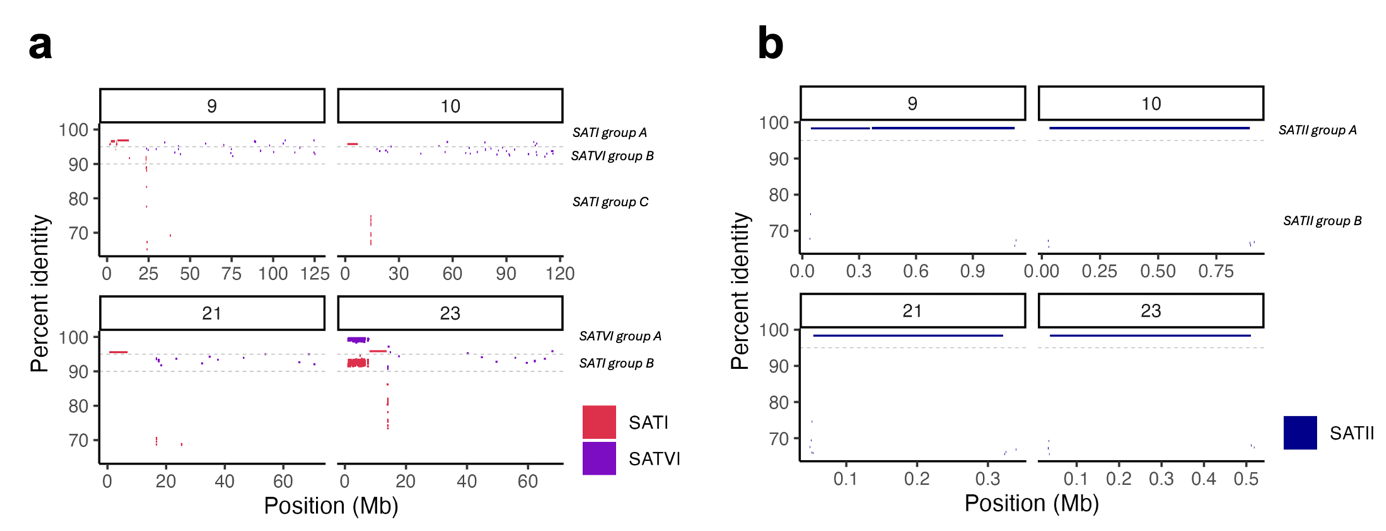 a
b
9
10
100
90
80
70
SATI group A
SATVI group B
SATI group C
0 25 50 75 100 125
0 30 60 90 120
21
23
100
90
80
70
SATVI group A
SATI group B
0 20 40 60
0 20 40 60
Percent identity
Position (Mb)
SATI
SATVI
9
10
100
90
80
70
SATII group A
SATII group B
0.0 0.3 0.6 0.9
0.00 0.25 0.50 0.75
21
23
100
90
80
70
0.1 0.2 0.3
0.1 0.2 0.3 0.4 0.5
Percent identity
Position (Mb)
SATII